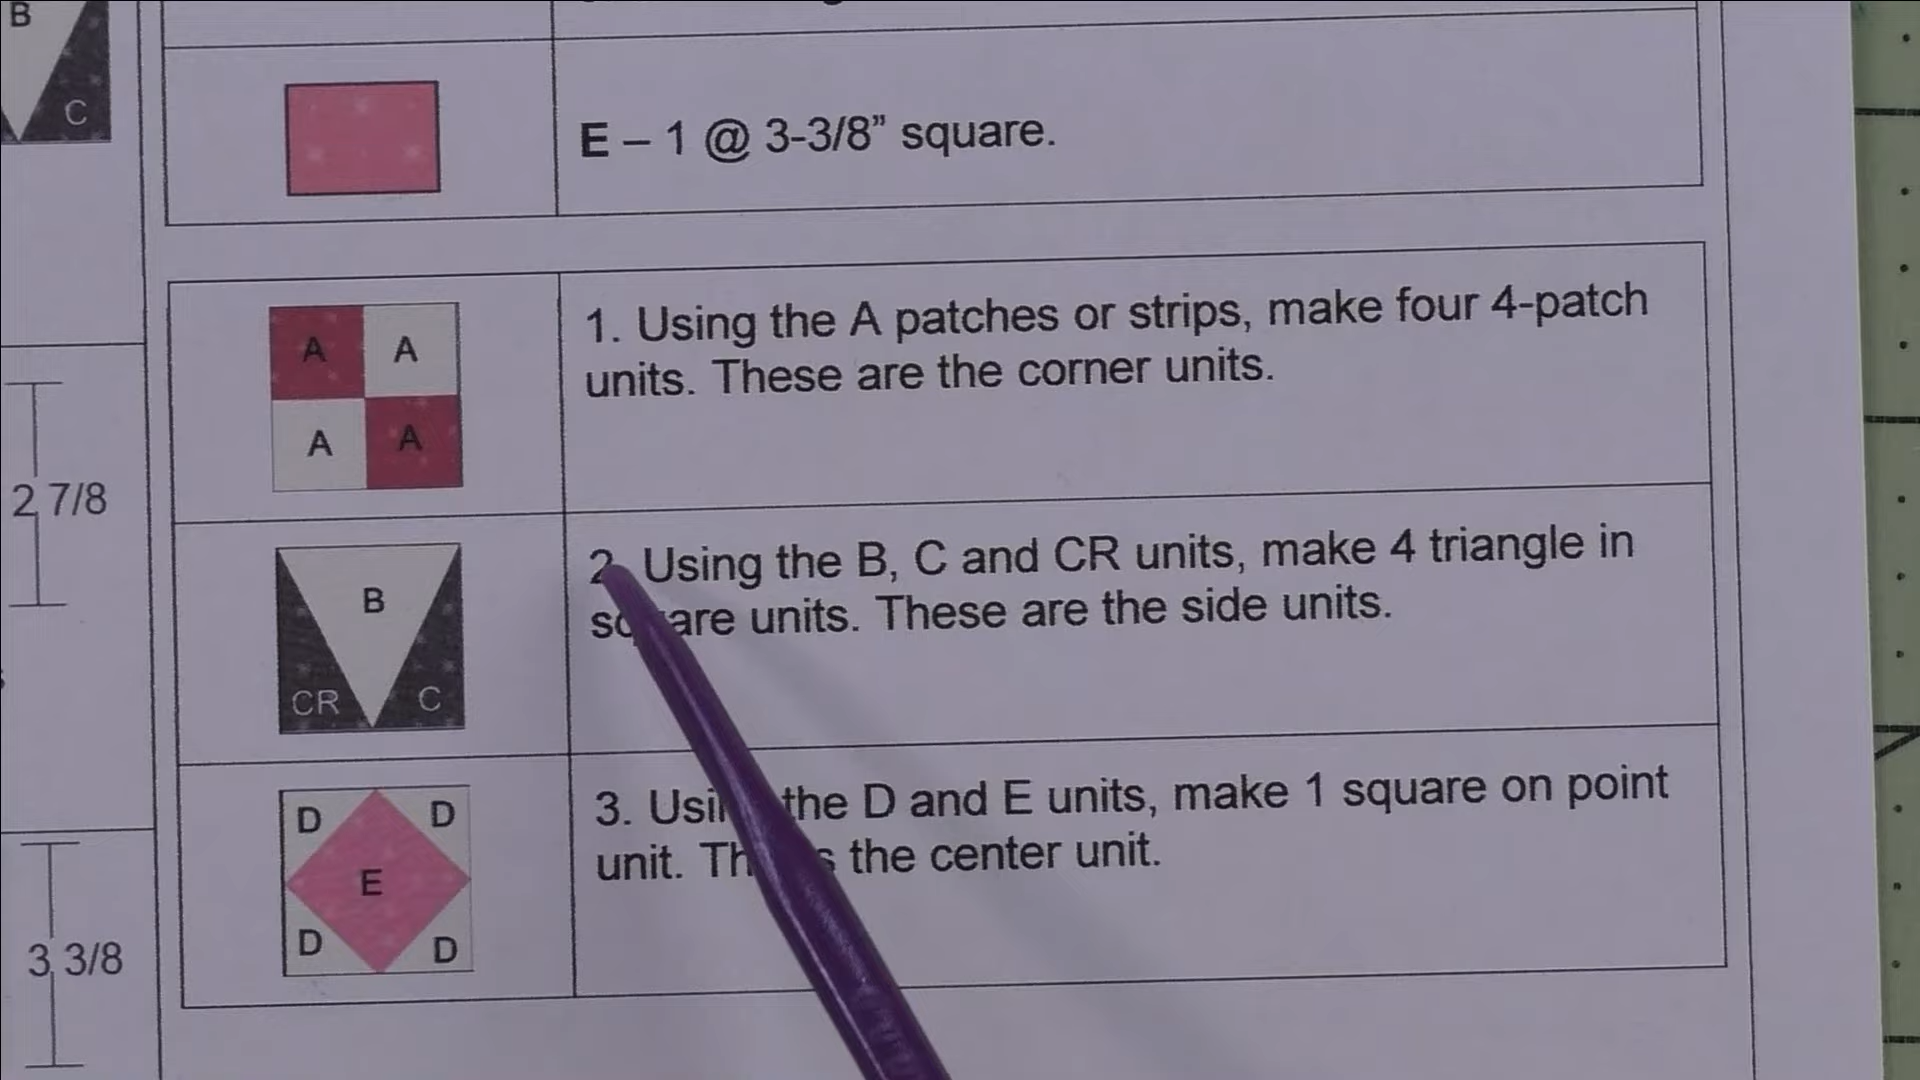 B
C
E – 1 @ 3-3/8” square.
A A
A A
1. Using the A patches or strips, make four 4-patch
units. These are the corner units.
2 7/8
B
CR C
2. Using the B, C and CR units, make 4 triangle in
square units. These are the side units.
D D
E
D D
3. the D and E units, make 1 square on point
unit. the center unit.
3 3/8